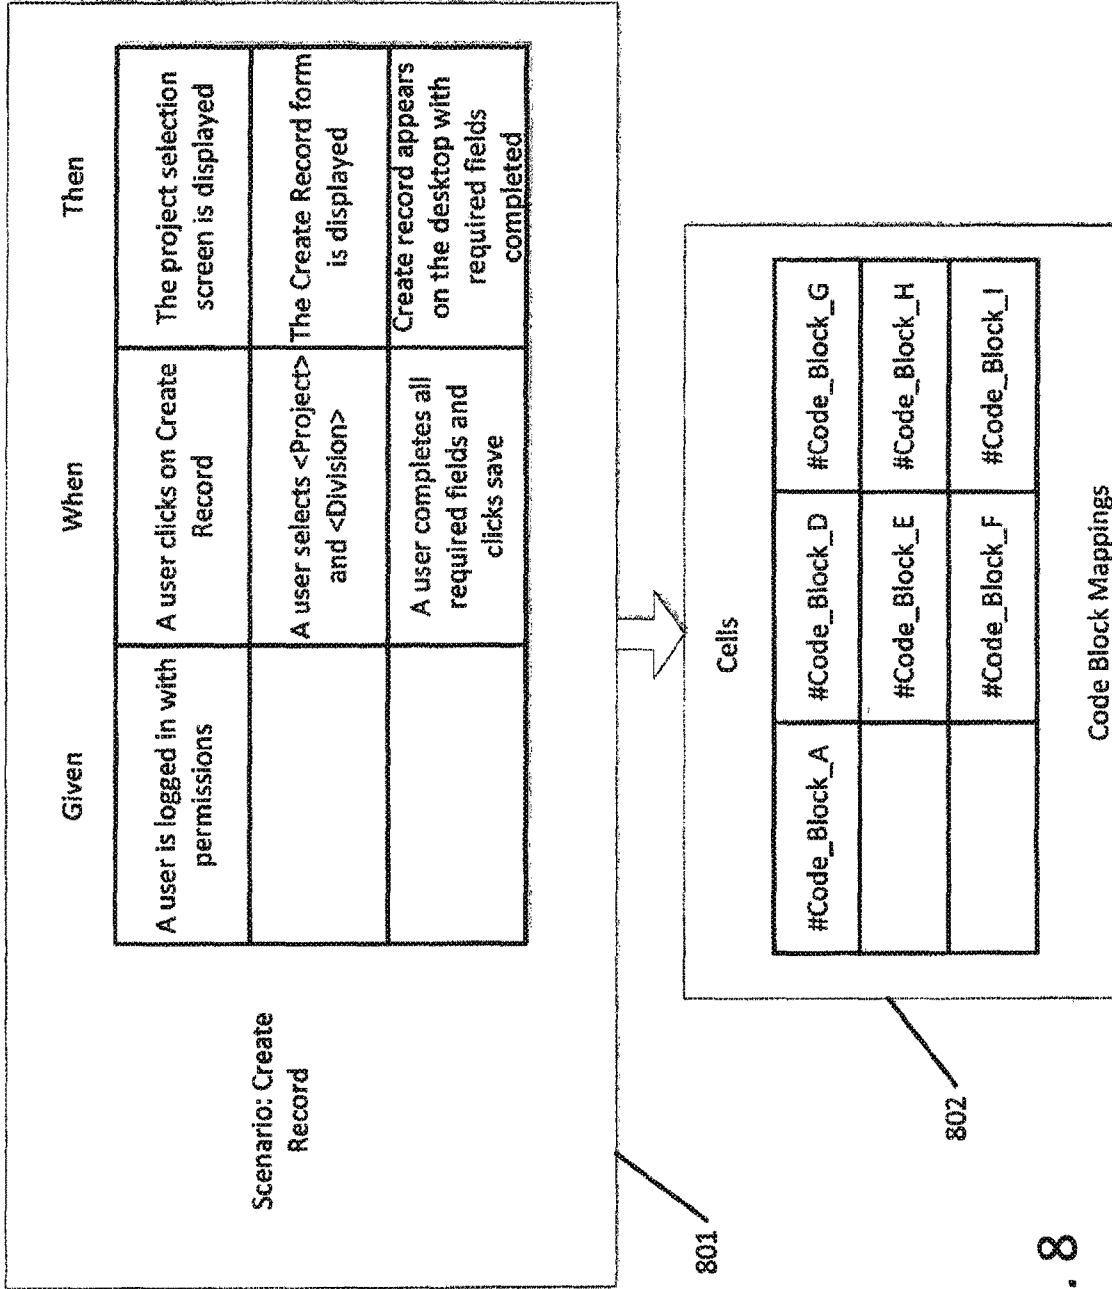 Scenario: Create
Record
Given
When
Then
A user is logged in with
permissions
A user clicks on Create
Record
The project selection
screen is displayed
A user selects <Project>
and <Division>
The Create Record form
is displayed
A user completes all
required fields and
clicks save
Create record appears
on the desktop with
required fields
completed
801
Cells
#Code_Block_A
#Code_Block_D
#Code_Block_G
#Code_Block_E
#Code_Block_H
#Code_Block_F
#Code_Block_I
Code Block Mappings
802
. 8